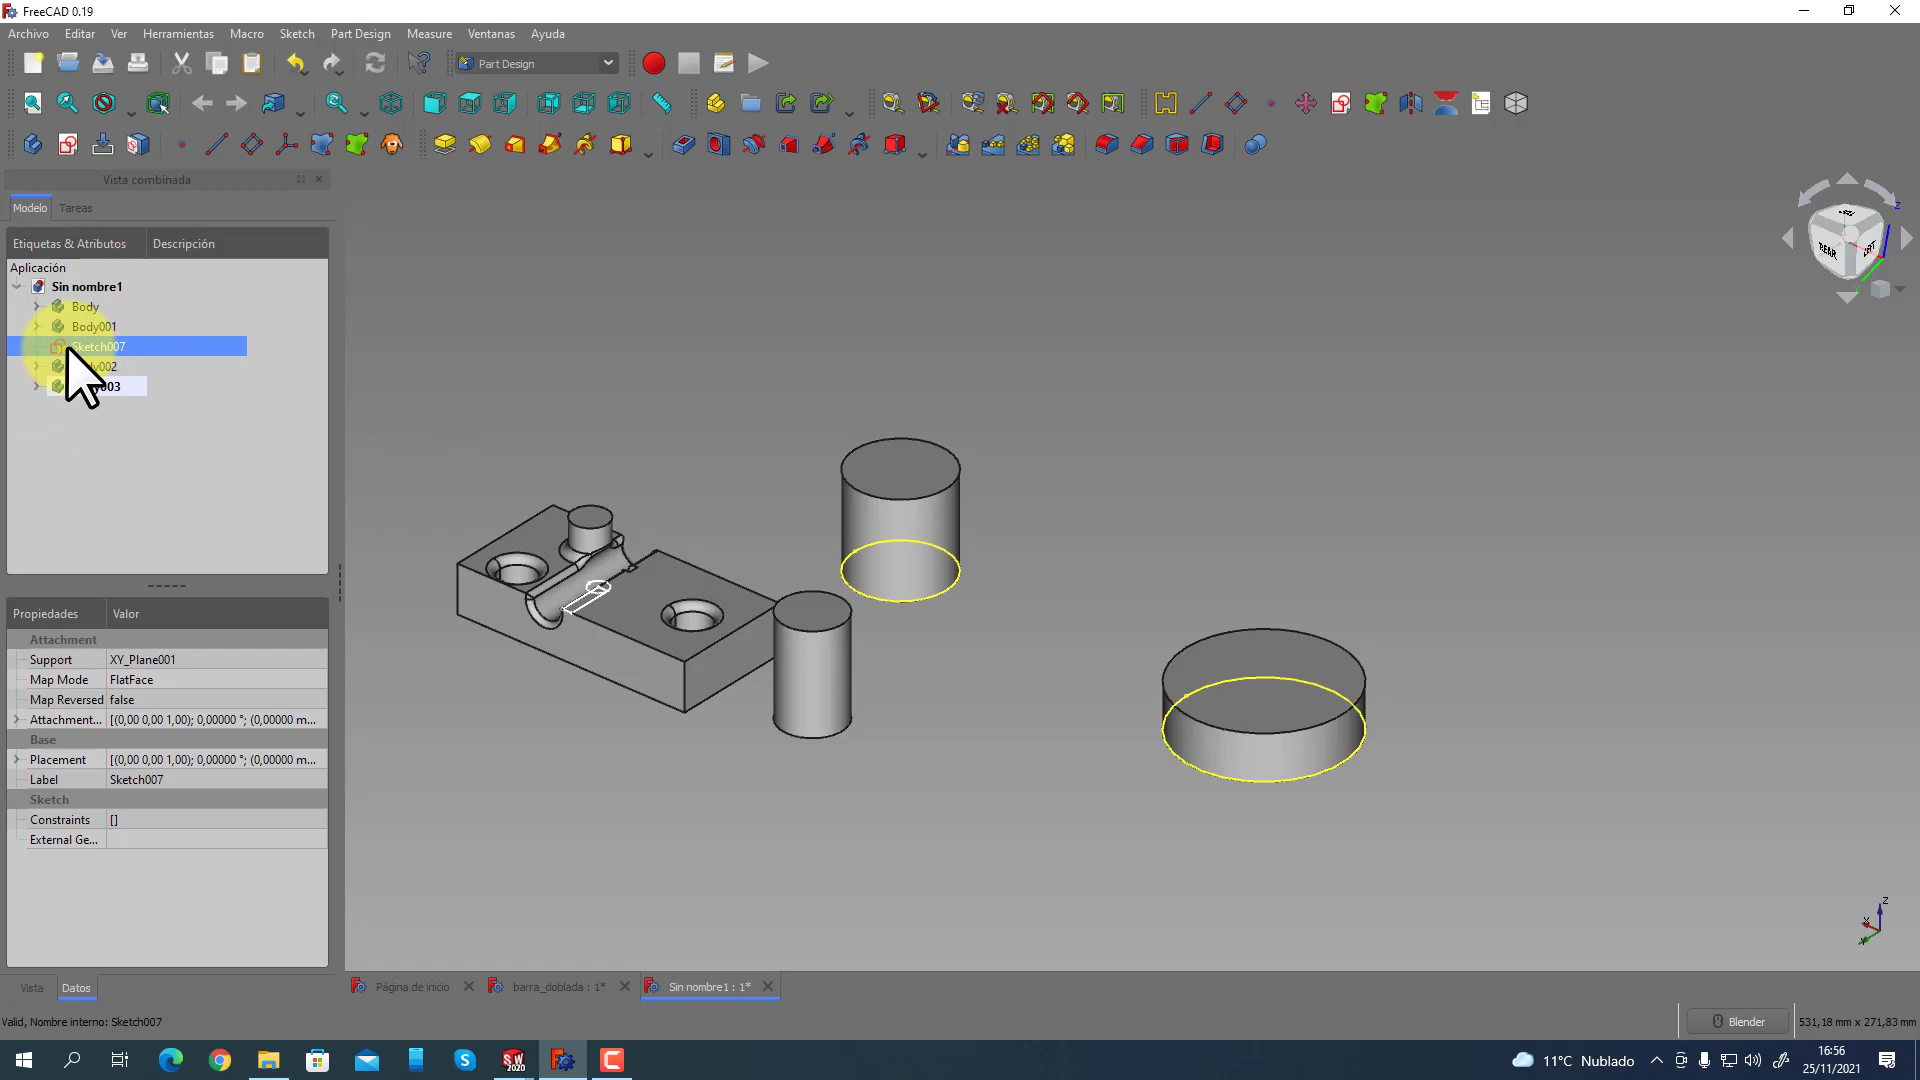 FreeCAD 0.19
Archivo Editar Ver Herramientas Macro Sketch Part Design Measure Ventanas Ayuda
Part Design
Vista combinada
Modelo Tareas
Etiquetas & Atributos Descripción
Aplicación
Sin nombre1
Body
Body001
Sketch007
REAR
Z
Propiedades Valor
Attachment
Support XY_Plane001
Map Mode FlatFace
Map Reversed false
Attachment... [(0,00 0,00 1,00); 0,00000 °; (0,00000 m...
Base
Placement [(0,00 0,00 1,00); 0,00000 °; (0,00000 m...
Label Sketch007
Sketch
Constraints []
External Ge...
Z
X
Y
Vista Datos
Página de inicio barra_doblada : 1* Sin nombre1 : 1*
Valid, Nombre interno: Sketch007
Blender 531,18 mm x 271,83 mm
SW
2020
11°C Nublado
16:56
25/11/2021